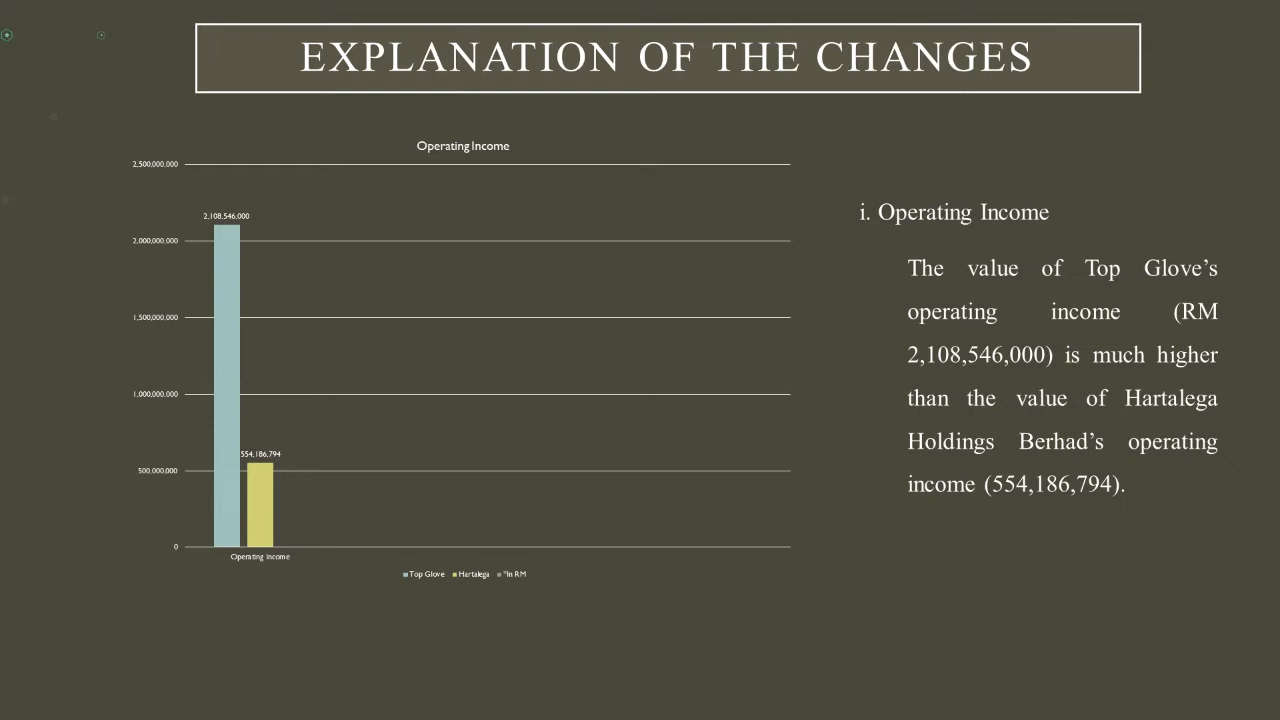 EXPLANATION OF THE CHANGES
Operating Income
2,500,000,000
2,108,546,000
2,000,000,000
1,500,000,000
1,000,000,000
554,186,794
500,000,000
0
Operating Income
Top Glove Hartalega *In RM
i. Operating Income
The value of Top Glove’s
operating income (RM
2,108,546,000) is much higher
than the value of Hartalega
Holdings Berhad’s operating
income (554,186,794).